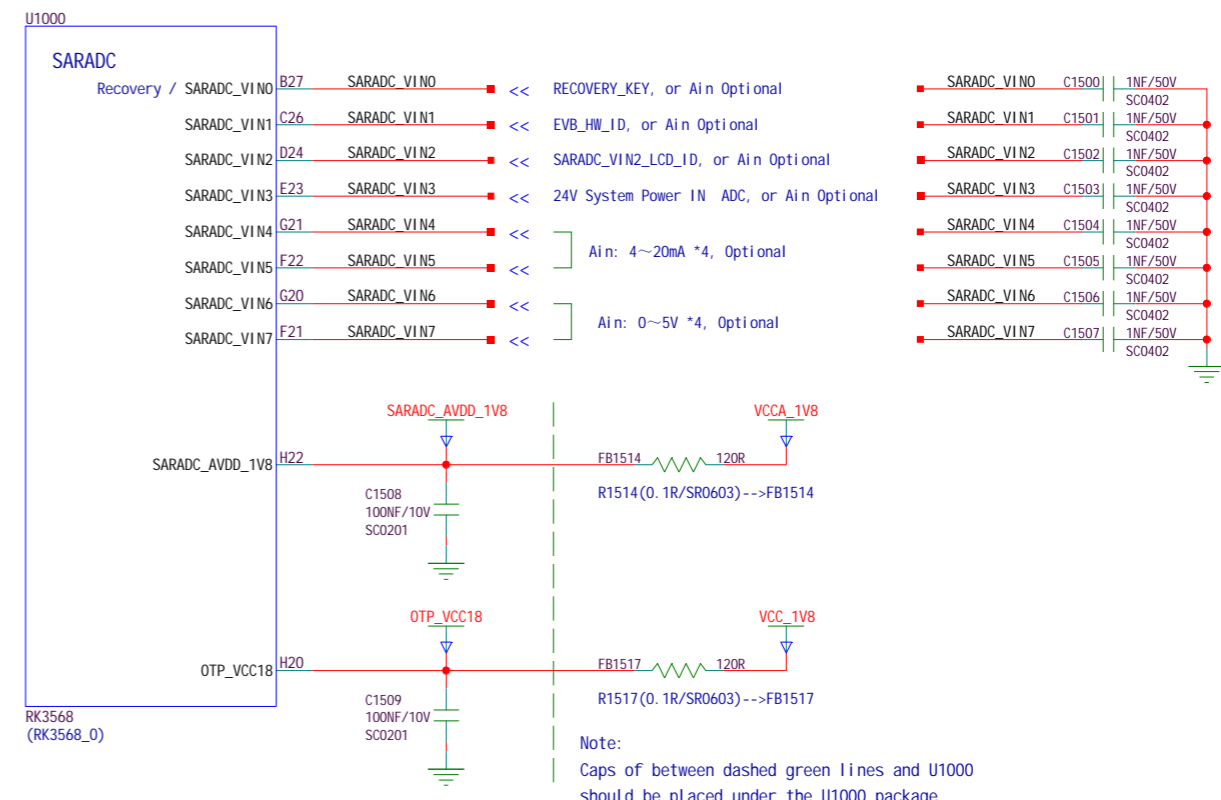 U1000
SARADC
Recovery / SARADC_VIN0 B27 SARADC_VIN0 << RECOVERY_KEY, or Ain Optional SARADC_VIN0 C1500 1NF/50V
SC0402
SARADC_VIN1 C26 SARADC_VIN1 << EVB_HW_ID, or Ain Optional SARADC_VIN1 C1501 1NF/50V
SC0402
SARADC_VIN2 D24 SARADC_VIN2 << SARADC_VIN2_LCD_ID, or Ain Optional SARADC_VIN2 C1502 1NF/50V
SC0402
SARADC_VIN3 E23 SARADC_VIN3 << 24V System Power IN ADC, or Ain Optional SARADC_VIN3 C1503 1NF/50V
SC0402
SARADC_VIN4 G21 SARADC_VIN4 << SARADC_VIN4 C1504 1NF/50V
SC0402
Ain: 4～20mA *4, Optional
SARADC_VIN5 F22 SARADC_VIN5 << SARADC_VIN5 C1505 1NF/50V
SC0402
SARADC_VIN6 G20 SARADC_VIN6 << SARADC_VIN6 C1506 1NF/50V
SC0402
Ain: 0～5V *4, Optional
SARADC_VIN7 F21 SARADC_VIN7 << SARADC_VIN7 C1507 1NF/50V
SC0402
SARADC_AVDD_1V8 VCCA_1V8
SARADC_AVDD_1V8 H22 FB1514 120R
R1514(0.1R/SR0603)-->FB1514
C1508
100NF/10V
SC0201
OTP_VCC18 VCC_1V8
OTP_VCC18 H20 FB1517 120R
R1517(0.1R/SR0603)-->FB1517
C1509
100NF/10V
SC0201
RK3568
(RK3568_0)
Note:
Caps of between dashed green lines and U1000
should be placed under the U1000 package